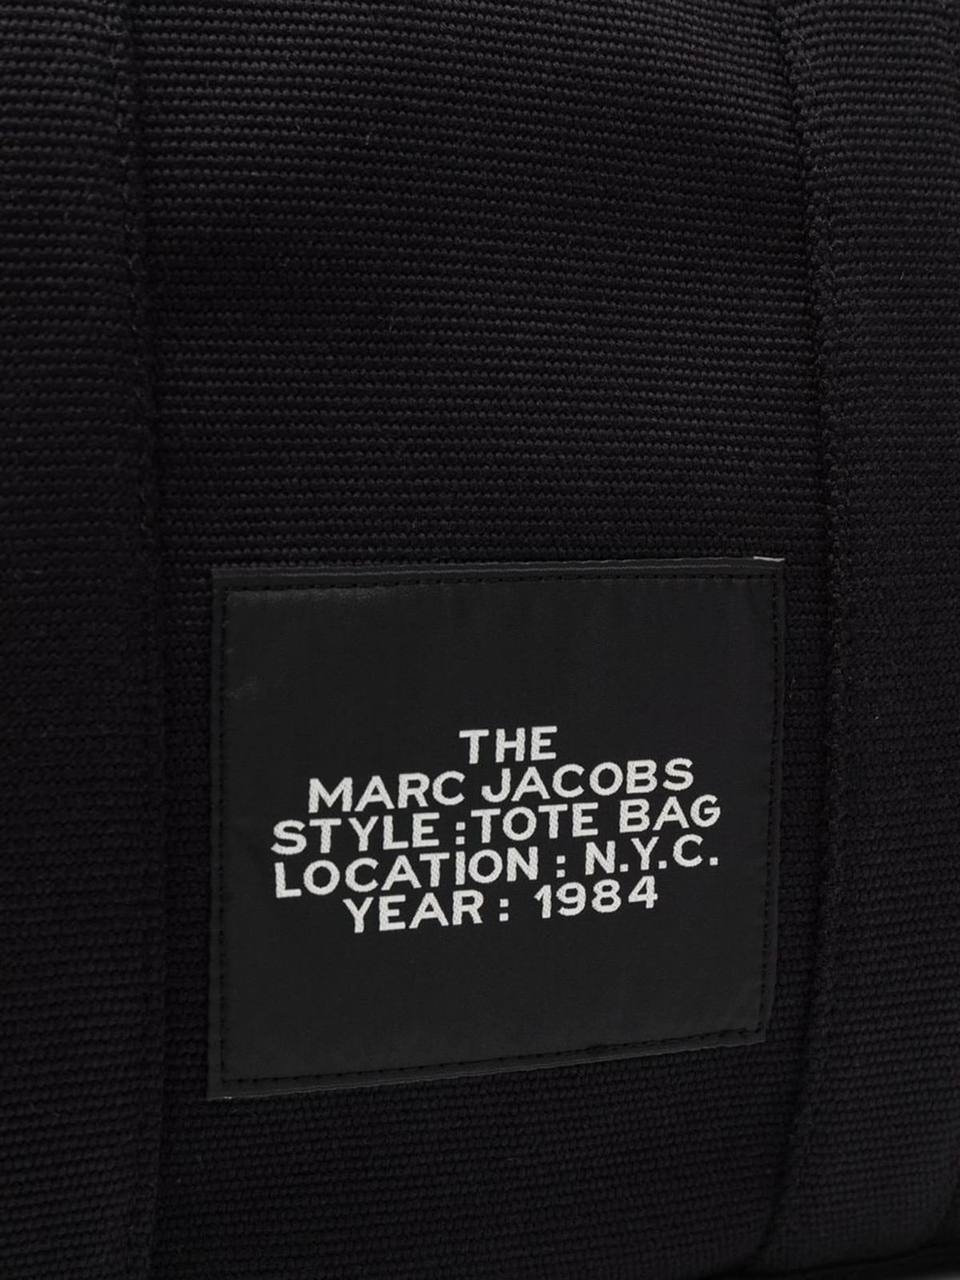 THE
MARC JACOBS
STYLE :TOTE BAG
LOCATION : N.Y.C.
YEAR : 1984